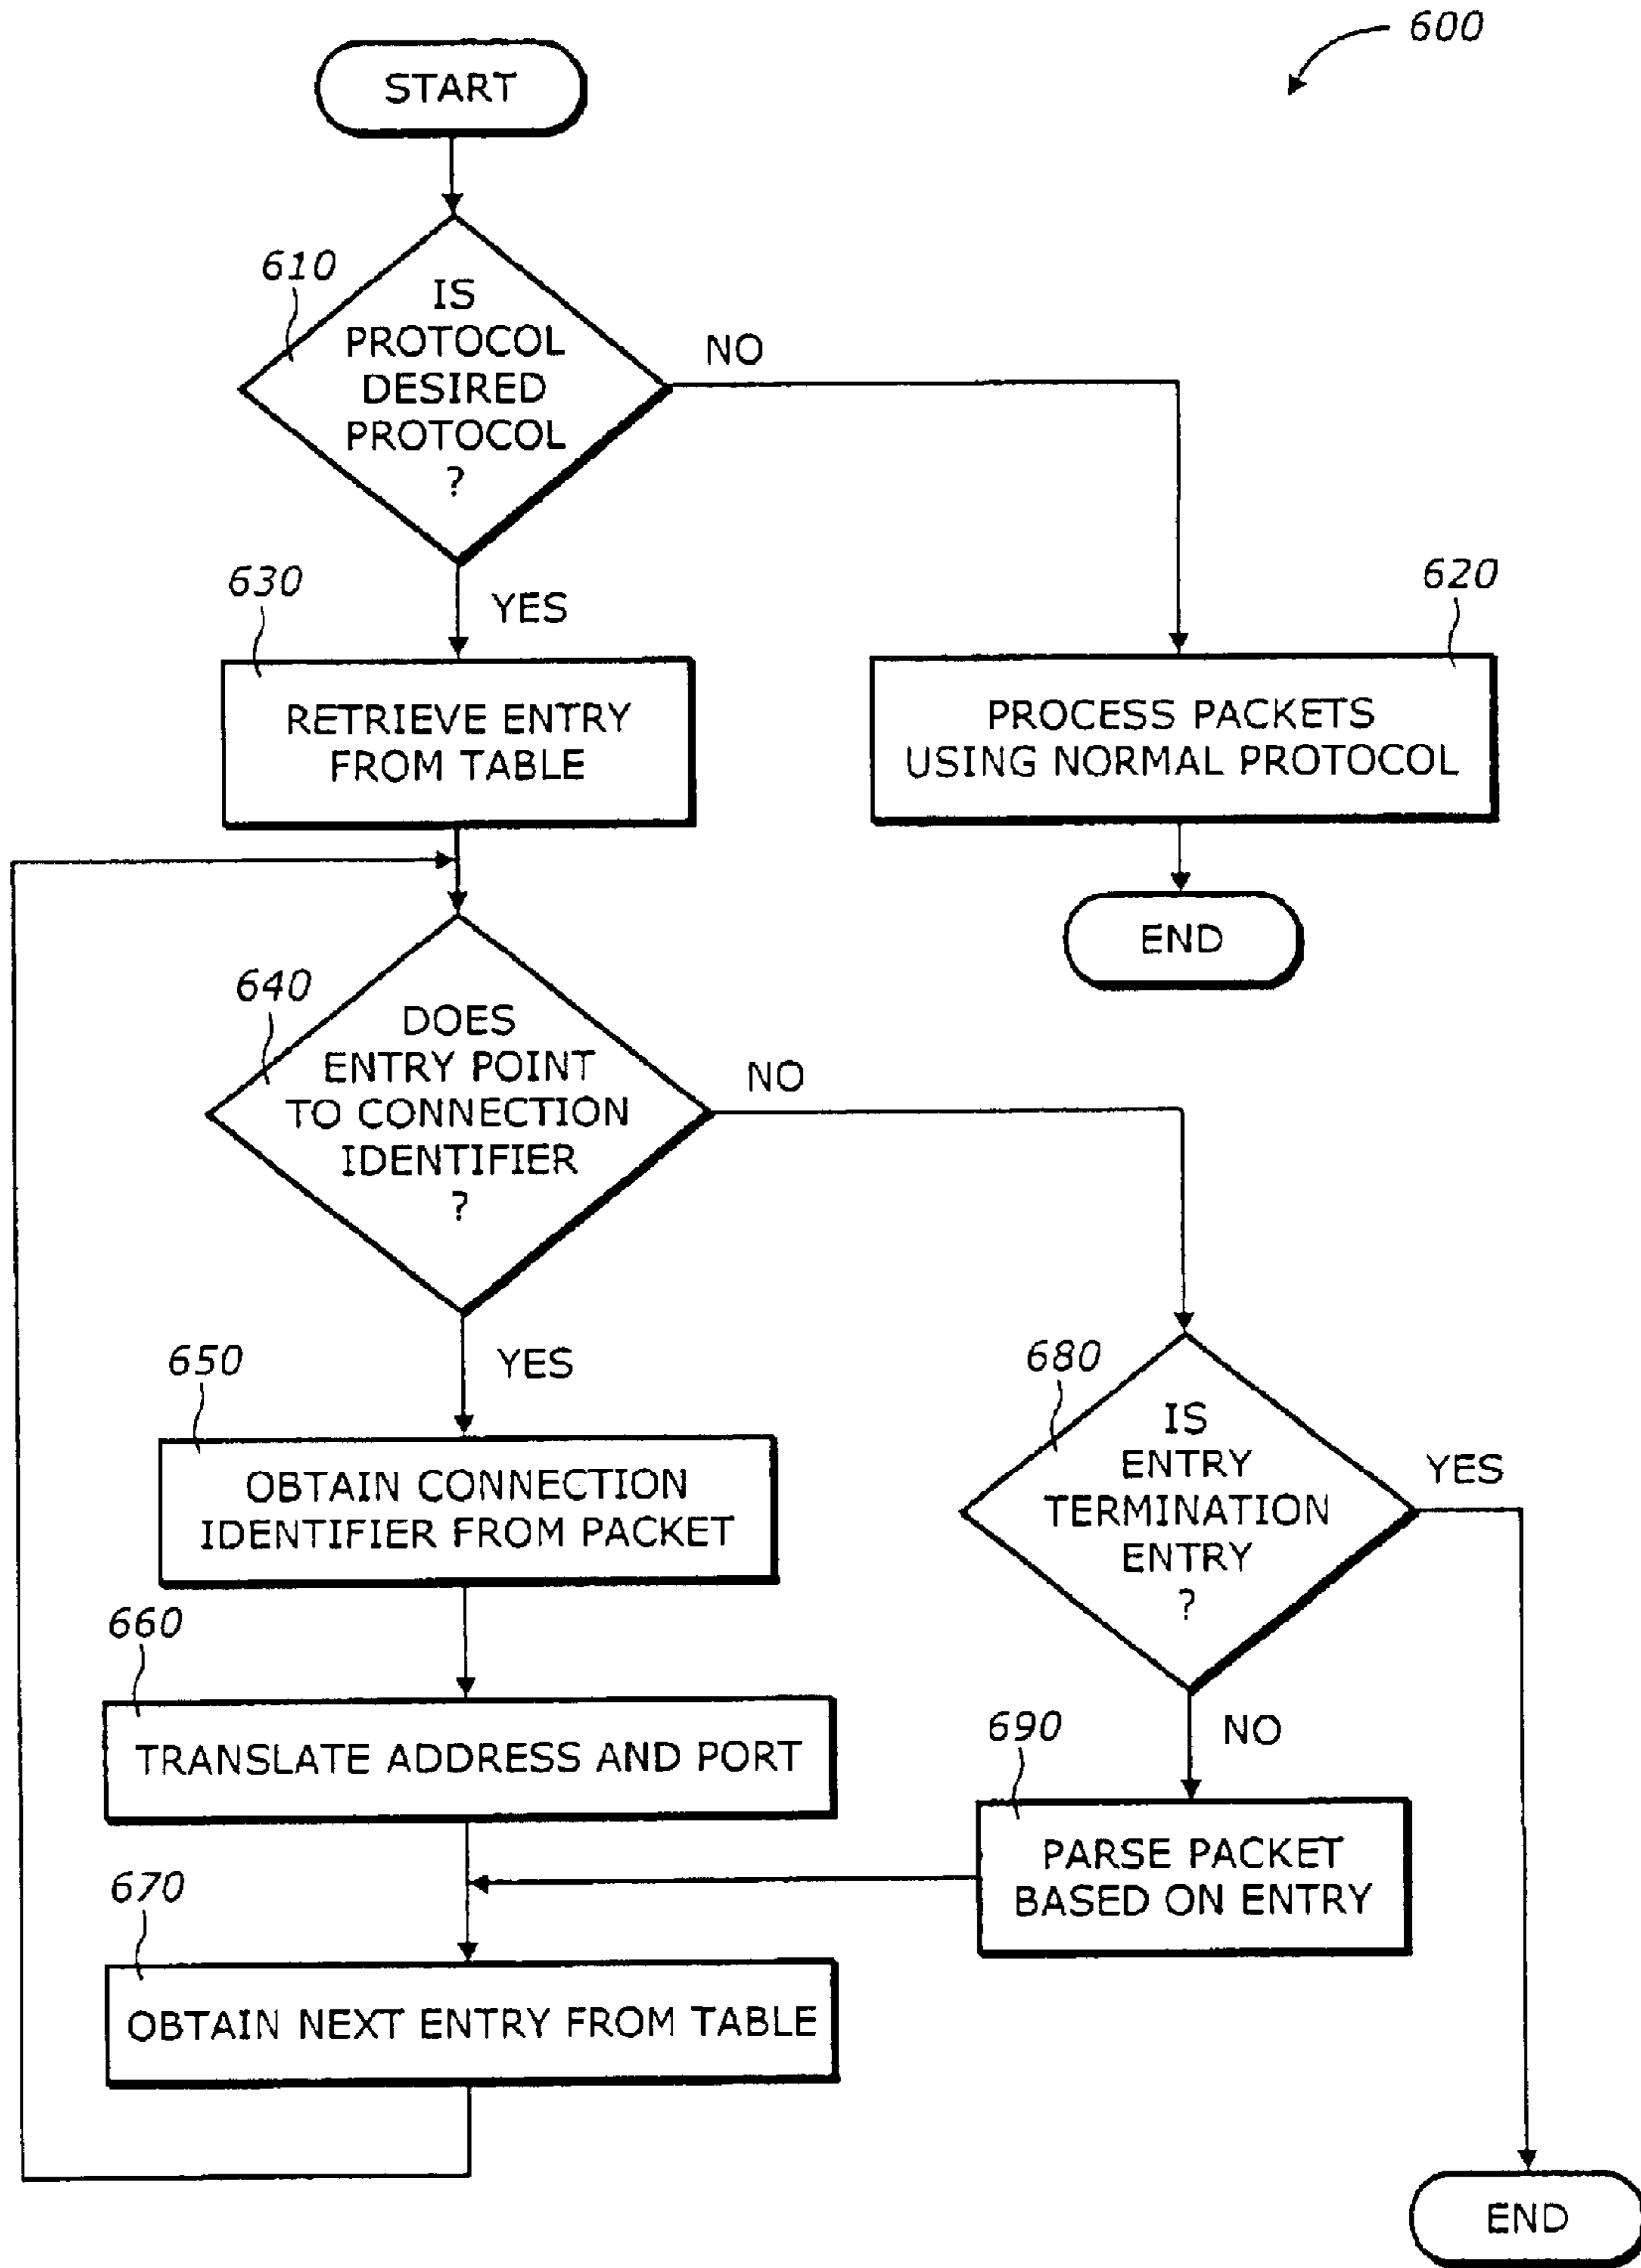 600
START
610
IS
PROTOCOL
DESIRED
PROTOCOL
?
NO
YES
630
RETRIEVE ENTRY
FROM TABLE
620
PROCESS PACKETS
USING NORMAL PROTOCOL
END
640
DOES
ENTRY POINT
TO CONNECTION
IDENTIFIER
?
NO
YES
650
OBTAIN CONNECTION
IDENTIFIER FROM PACKET
680
IS
ENTRY
TERMINATION
ENTRY
?
YES
NO
660
TRANSLATE ADDRESS AND PORT
690
PARSE PACKET
BASED ON ENTRY
670
OBTAIN NEXT ENTRY FROM TABLE
END